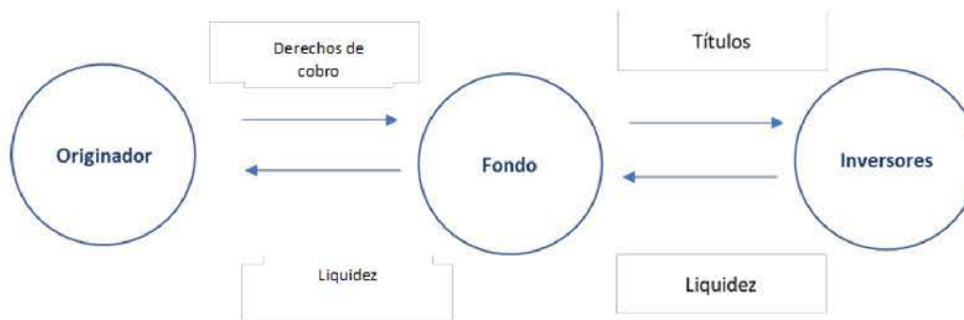 Derechos de
cobro
Títulos
Originador
Fondo
Inversores
Liquidez
Liquidez